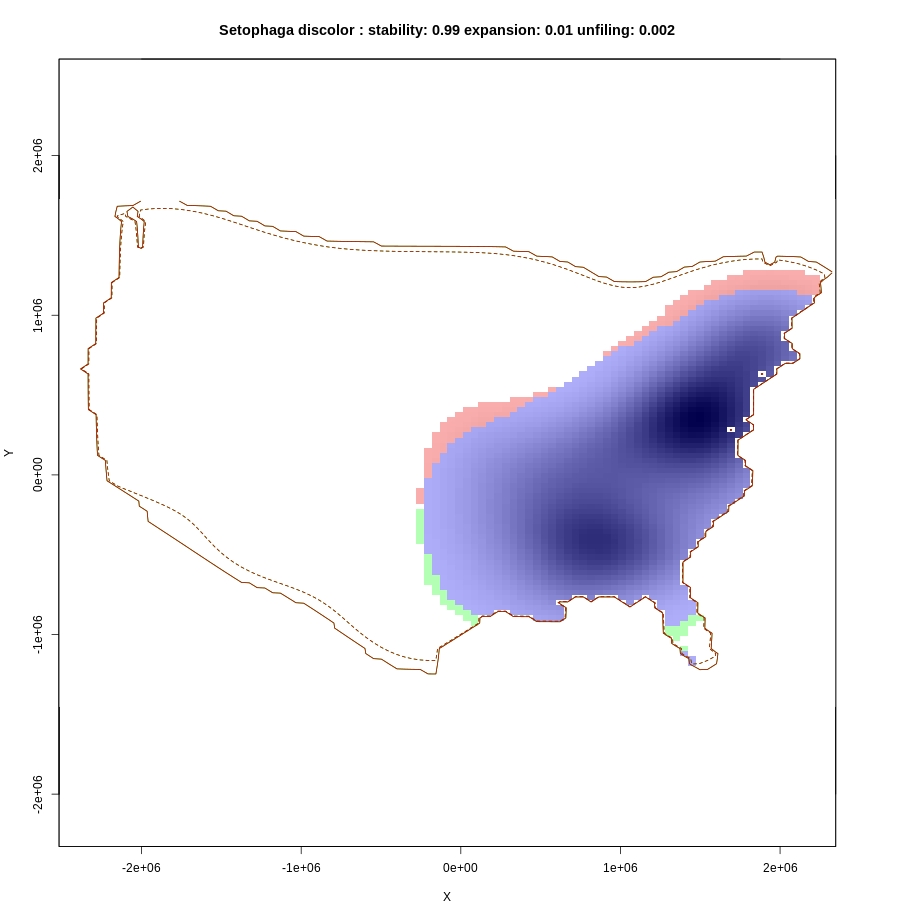 Setophaga discolor : stability: 0.99 expansion: 0.01 unfiling: 0.002
2e+06
1e+06
0e+00
-1e+06
-2e+06
Y
-2e+06 -1e+06 0e+00 1e+06 2e+06
X